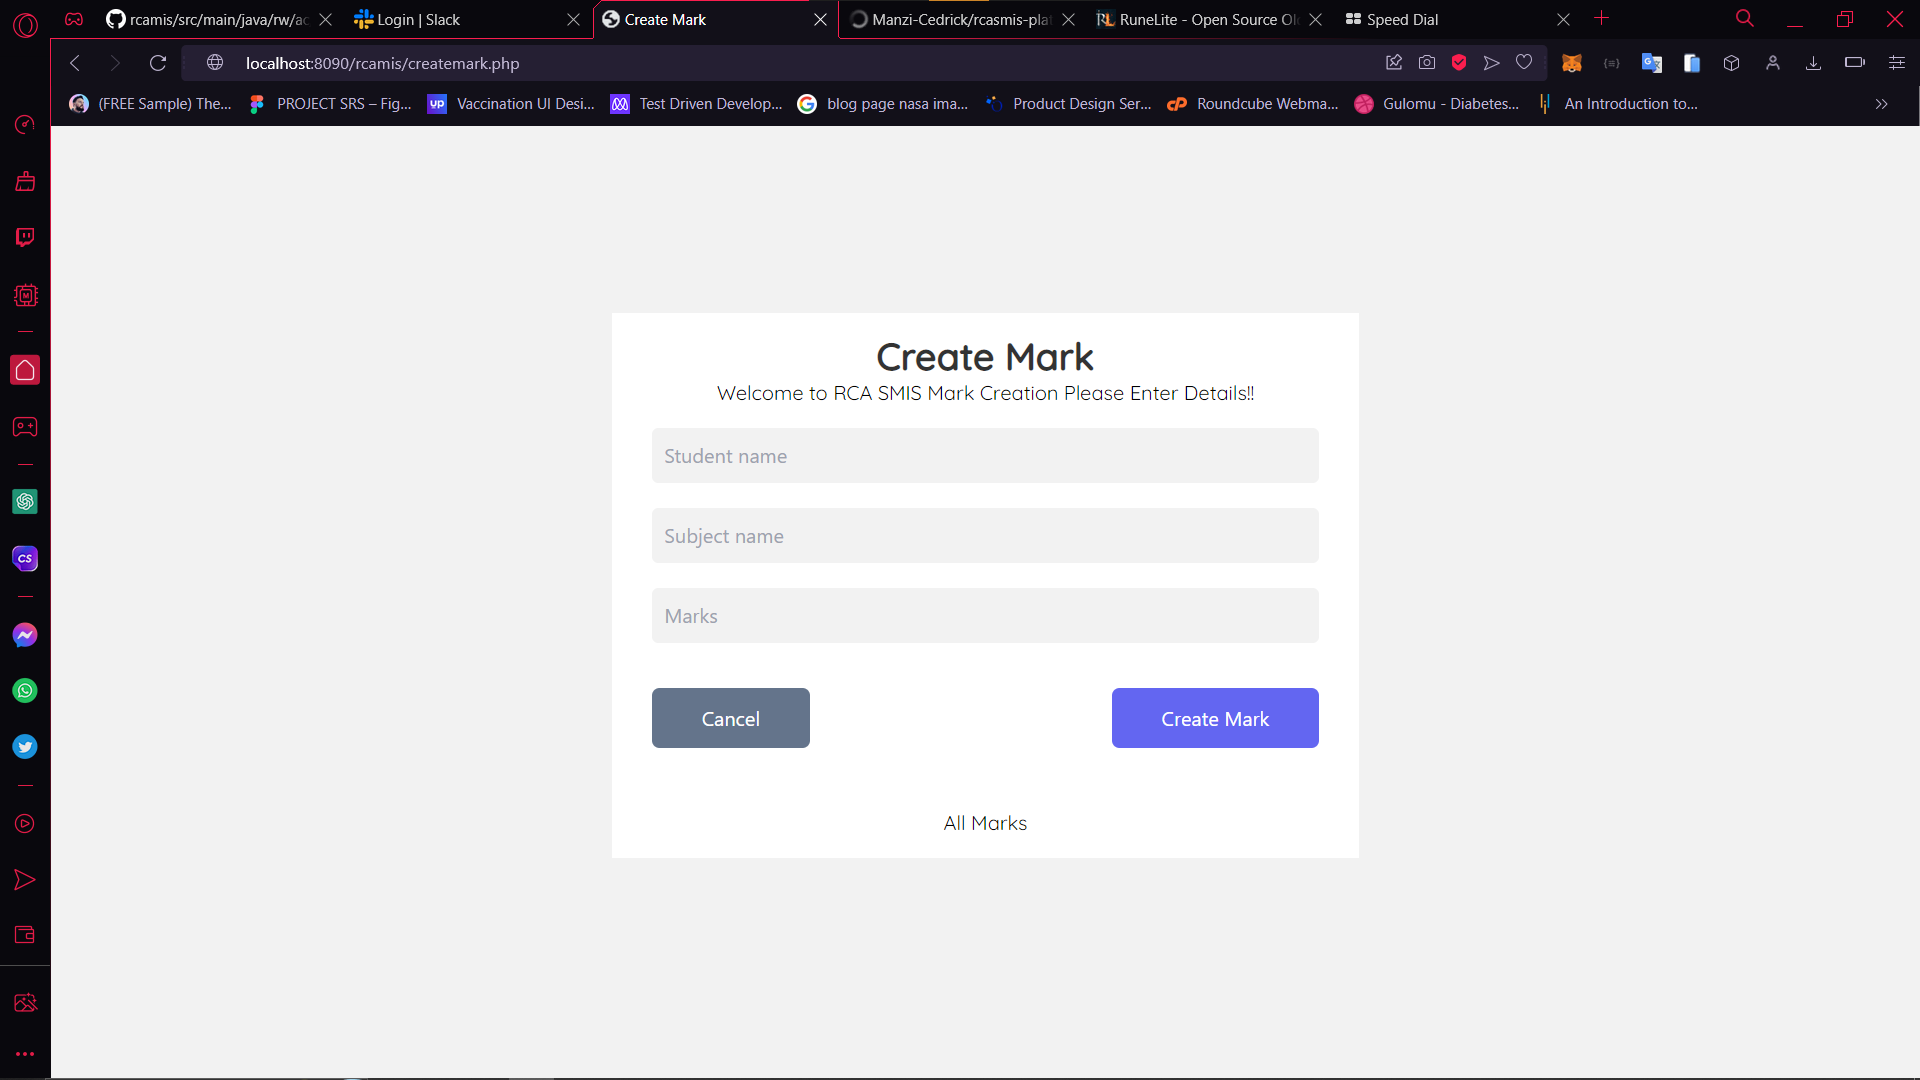 rcamis/src/main/java/rw/ac
Login | Slack
Create Mark
Manzi-Cedrick/rcasmis-plat
RuneLite - Open Source Ol
Speed Dial
localhost:8090/rcamis/createmark.php
(FREE Sample) The...
PROJECT SRS – Fig...
up
Vaccination UI Desi...
Test Driven Develop...
G
blog page nasa ima...
Product Design Ser...
cP
Roundcube Webma...
Gulomu - Diabetes...
An Introduction to...
Create Mark
Welcome to RCA SMIS Mark Creation Please Enter Details!!
Student name
Subject name
Marks
Cancel
Create Mark
All Marks
M
CS